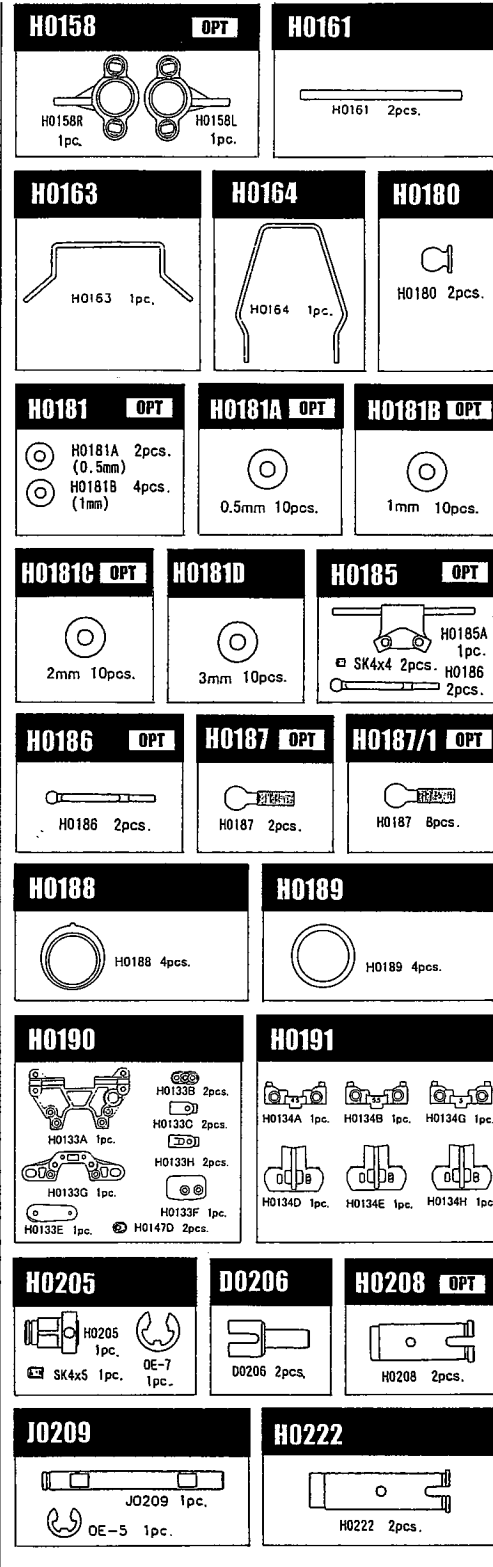 H0158 OPT
H0158R
1pc.
H0158L
1pc.
H0161
H0161 2pcs.
H0163
H0163 1pc.
H0164
H0164 1pc.
H0180
H0180 2pcs.
H0181 OPT
H0181A 2pcs.
(0.5mm)
H0181B 4pcs.
(1mm)
H0181A OPT
0.5mm 10pcs.
H0181B OPT
1mm 10pcs.
H0181C OPT
2mm 10pcs.
H0181D
3mm 10pcs.
H0185 OPT
H0185A
1pc.
SK4x4 2pcs.
H0186
2pcs.
H0186 OPT
H0186 2pcs.
H0187 OPT
H0187 2pcs.
H0187/1 OPT
H0187 8pcs.
H0188
H0188 4pcs.
H0189
H0189 4pcs.
H0190
H0133A 1pc.
H0133B 2pcs.
H0133C 2pcs.
H0133H 2pcs.
H0133G 1pc.
H0133F 1pc.
H0133E 1pc.
H0147D 2pcs.
H0191
H0134A 1pc.
H0134B 1pc.
H0134G 1pc.
H0134D 1pc.
H0134E 1pc.
H0134H 1pc
H0205
H0205
1pc.
SK4x5 1pc.
OE-7
1pc.
D0206
D0206 2pcs.
H0208 OPT
H0208 2pcs.
J0209
J0209 1pc.
OE-5 1pc.
H0222
H0222 2pcs.